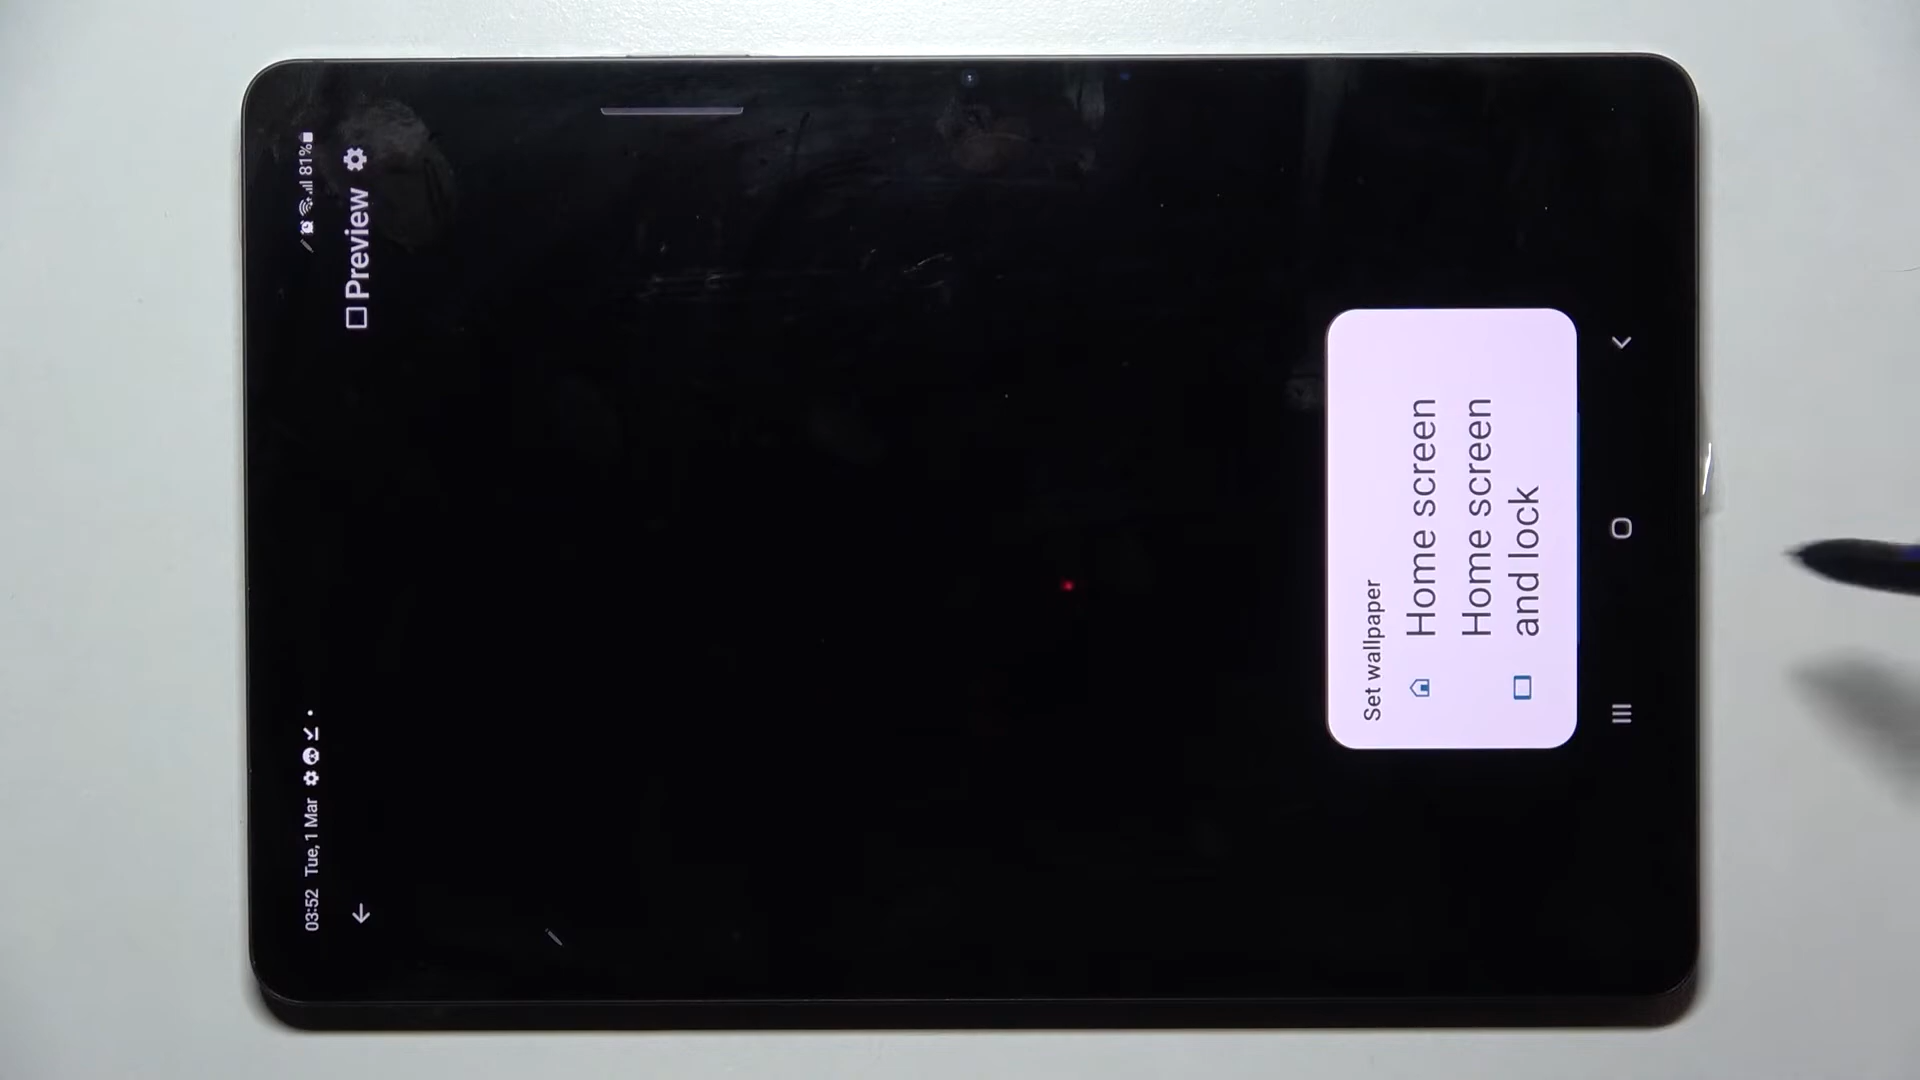 03:52 Tue, 1 Mar
81%
Preview
Set wallpaper
Home screen
Home screen
and lock